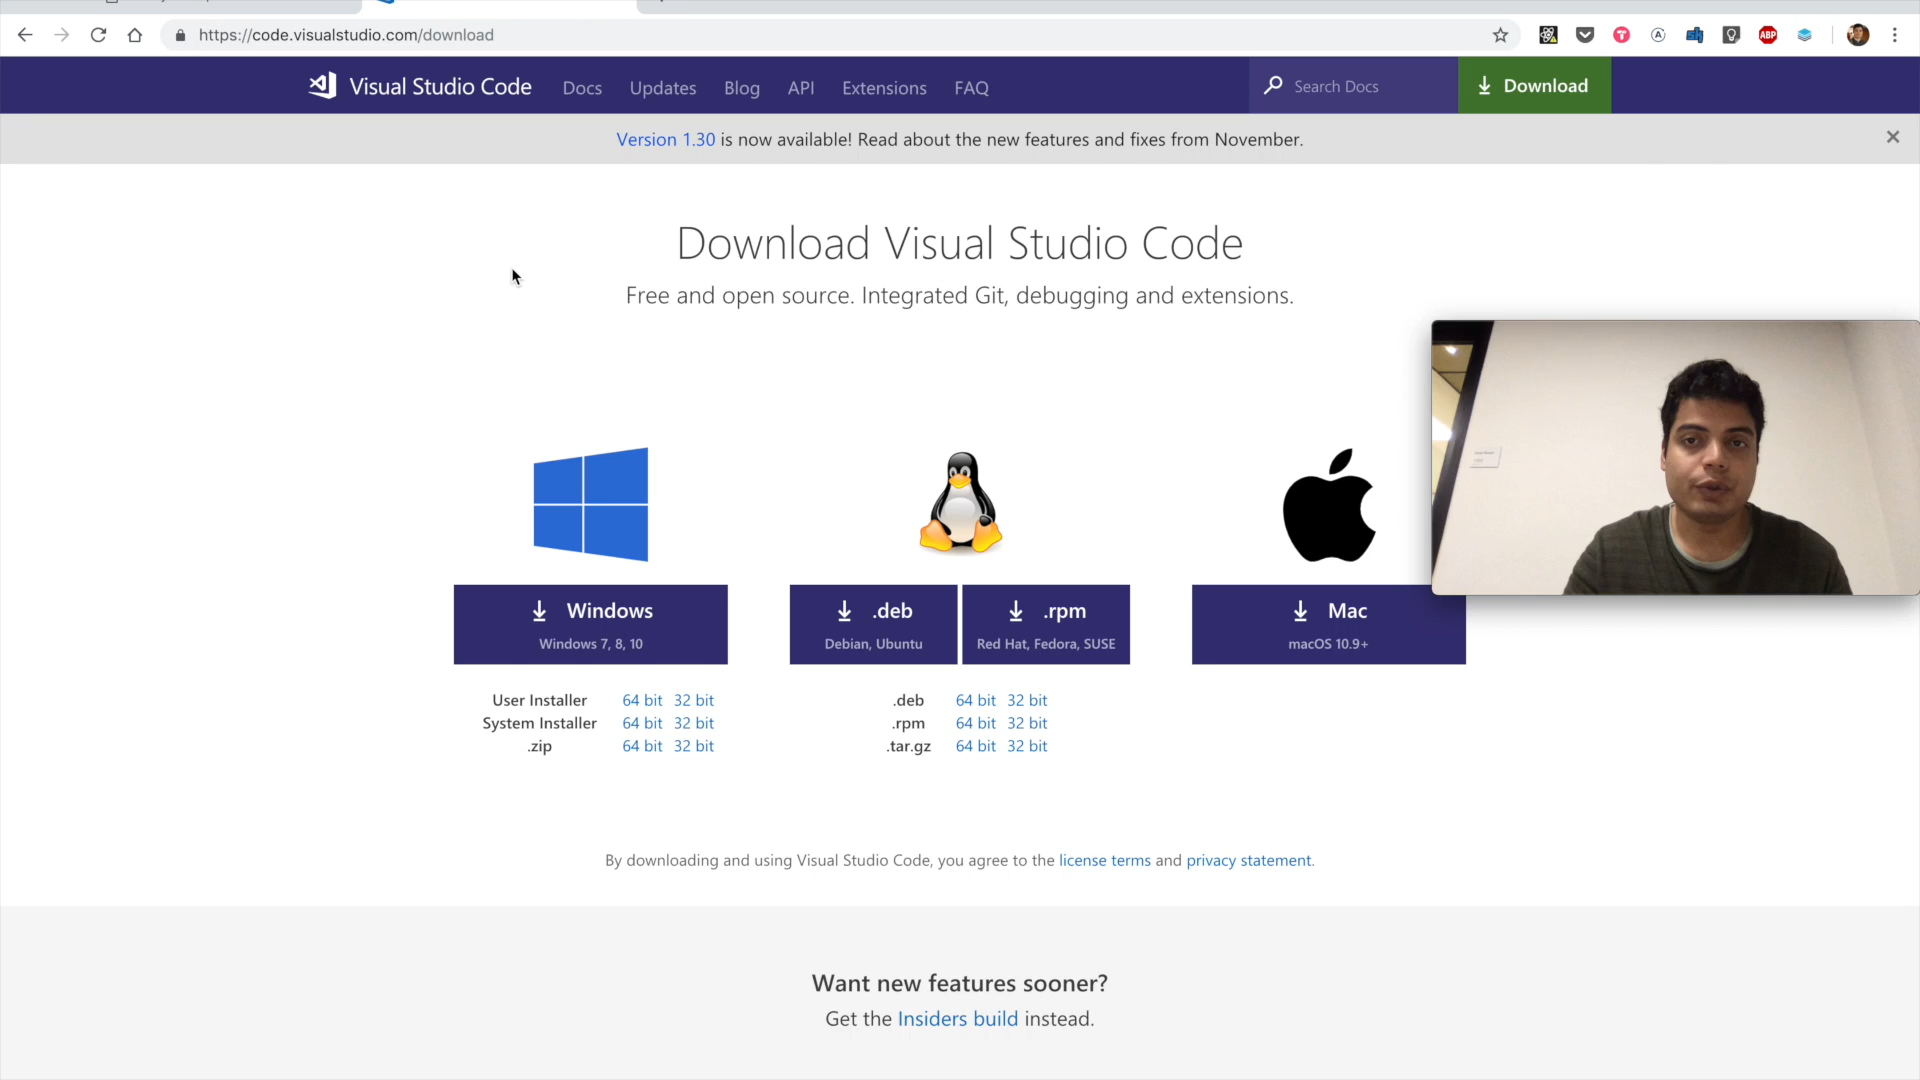 https://code.visualstudio.com/download
ABP
Visual Studio Code Docs Updates Blog API Extensions FAQ Search Docs Download
Version 1.30 is now available! Read about the new features and fixes from November.
Download Visual Studio Code
Free and open source. Integrated Git, debugging and extensions.
Windows
Windows 7, 8, 10
.deb
Debian, Ubuntu
.rpm
Red Hat, Fedora, SUSE
Mac
macOS 10.9+
User Installer 64 bit 32 bit
System Installer 64 bit 32 bit
.zip 64 bit 32 bit
.deb 64 bit 32 bit
.rpm 64 bit 32 bit
.tar.gz 64 bit 32 bit
By downloading and using Visual Studio Code, you agree to the license terms and privacy statement.
Want new features sooner?
Get the Insiders build instead.